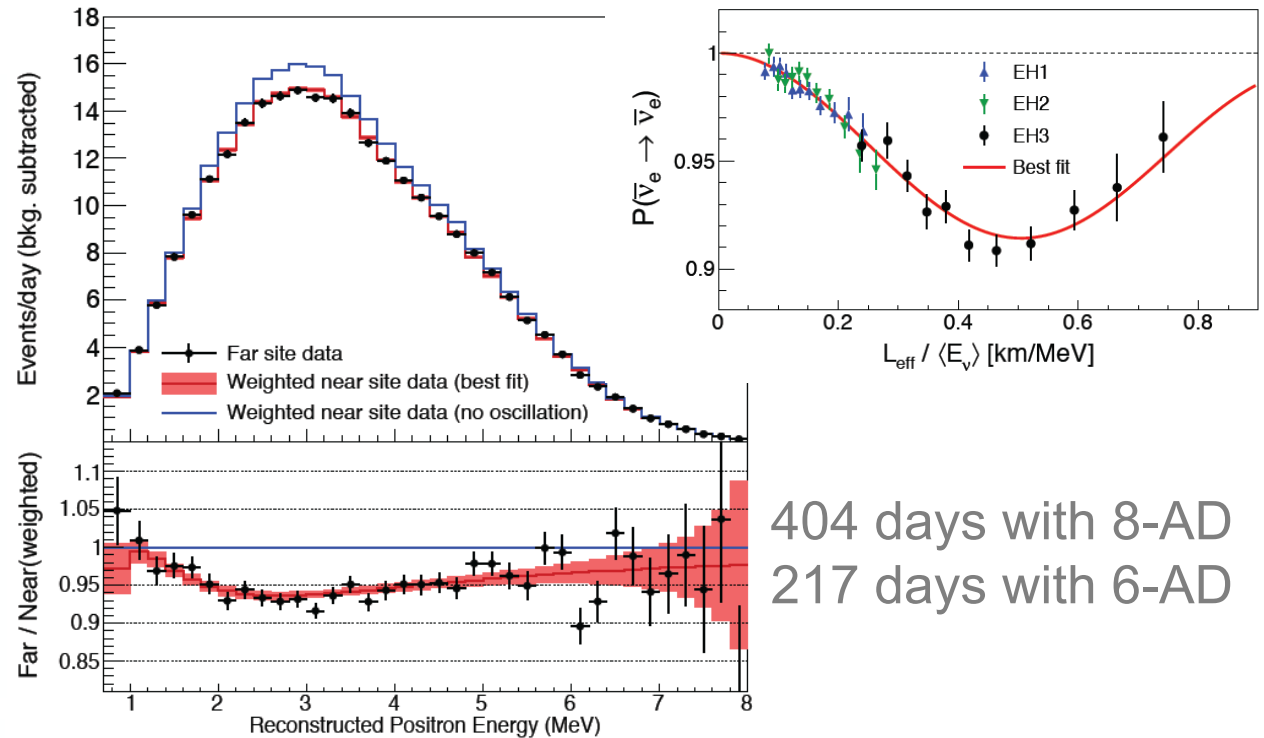 18
16
14
12
10
8
6
4
2
Events/day (bkg. subtracted)
Far site data
Weighted near site data (best fit)
Weighted near site data (no oscillation)
1.1
1.05
1
0.95
0.9
0.85
Far / Near(weighted)
1 2 3 4 5 6 7 8
Reconstructed Positron Energy (MeV)
1
0.95
0.9
P(ν̅e → ν̅e)
EH1
EH2
EH3
Best fit
0 0.2 0.4 0.6 0.8
Leff / ⟨Eν⟩ [km/MeV]
404 days with 8-AD
217 days with 6-AD